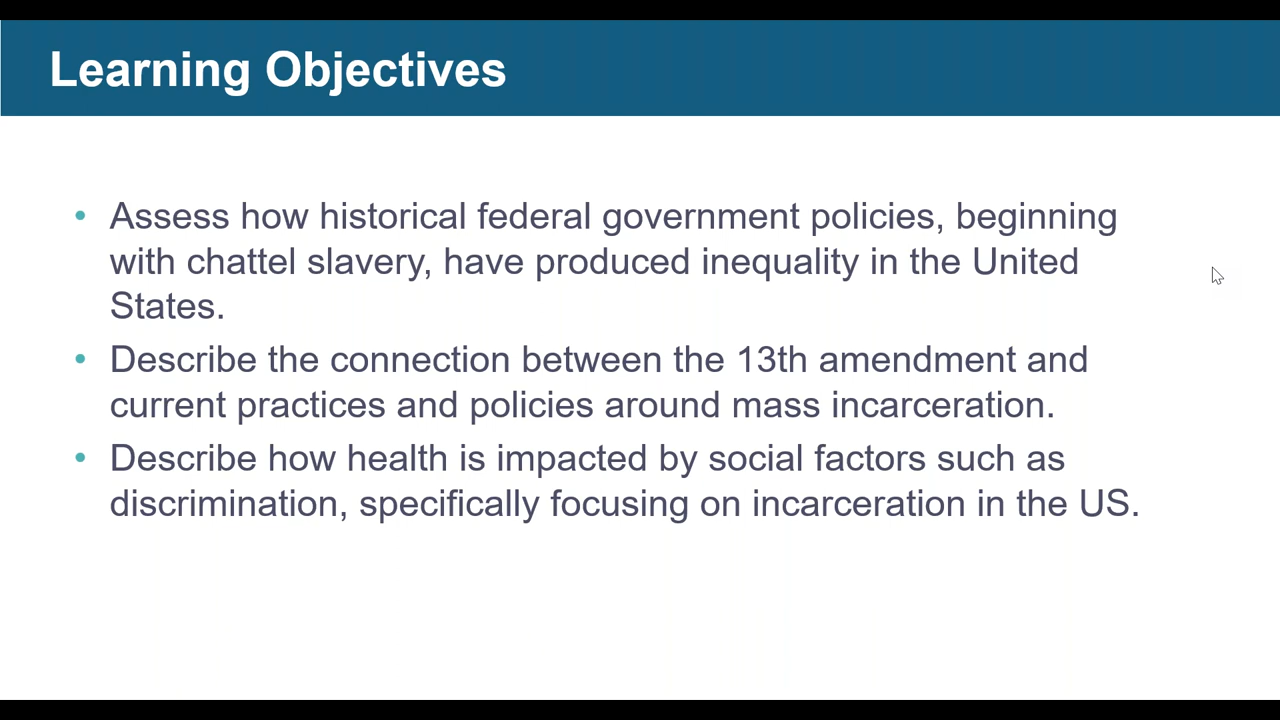 Learning Objectives
• Assess how historical federal government policies, beginning
with chattel slavery, have produced inequality in the United
States.
• Describe the connection between the 13th amendment and
current practices and policies around mass incarceration.
• Describe how health is impacted by social factors such as
discrimination, specifically focusing on incarceration in the US.